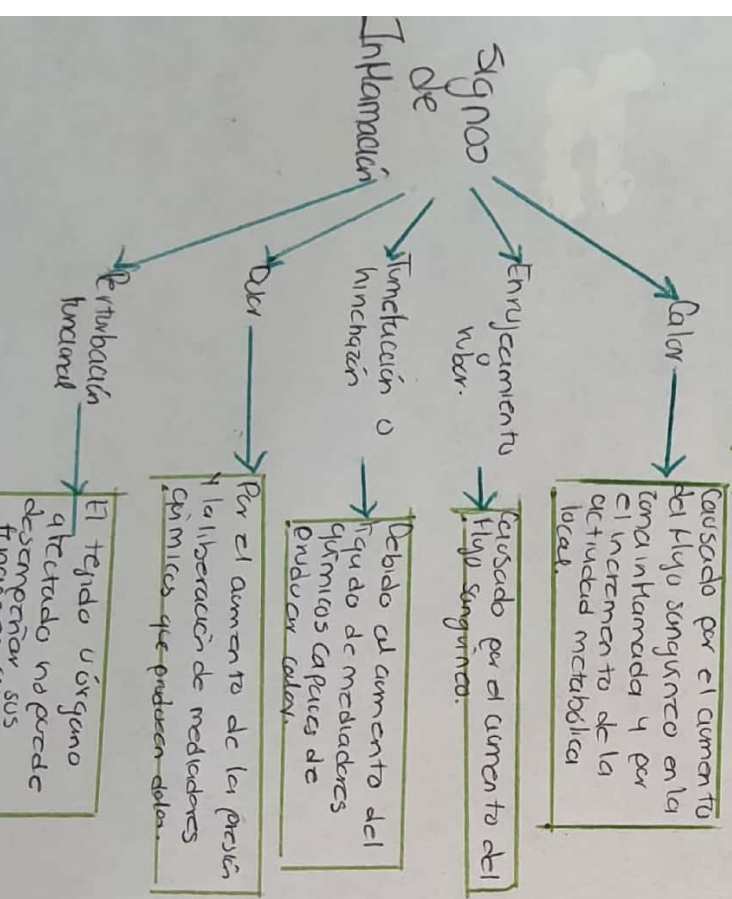 Signos
de
Inflamación
Calor
Causado por el aumento
del flujo sanguíneo en la
zona inflamada y por
el incremento de la
actividad metabólica
local.
Enrojecimiento
o
rubor.
Causado por el aumento del
flujo sanguíneo.
Tumefacción o
hinchazón
Debido al aumento del
líquido de mediadores
químicos capaces de
producir calor.
Dolor
Por el aumento de la presión
y la liberación de mediadores
químicos que producen dolor.
Perturbación
funcional
El tejido u órgano
afectado no puede
desempeñar sus